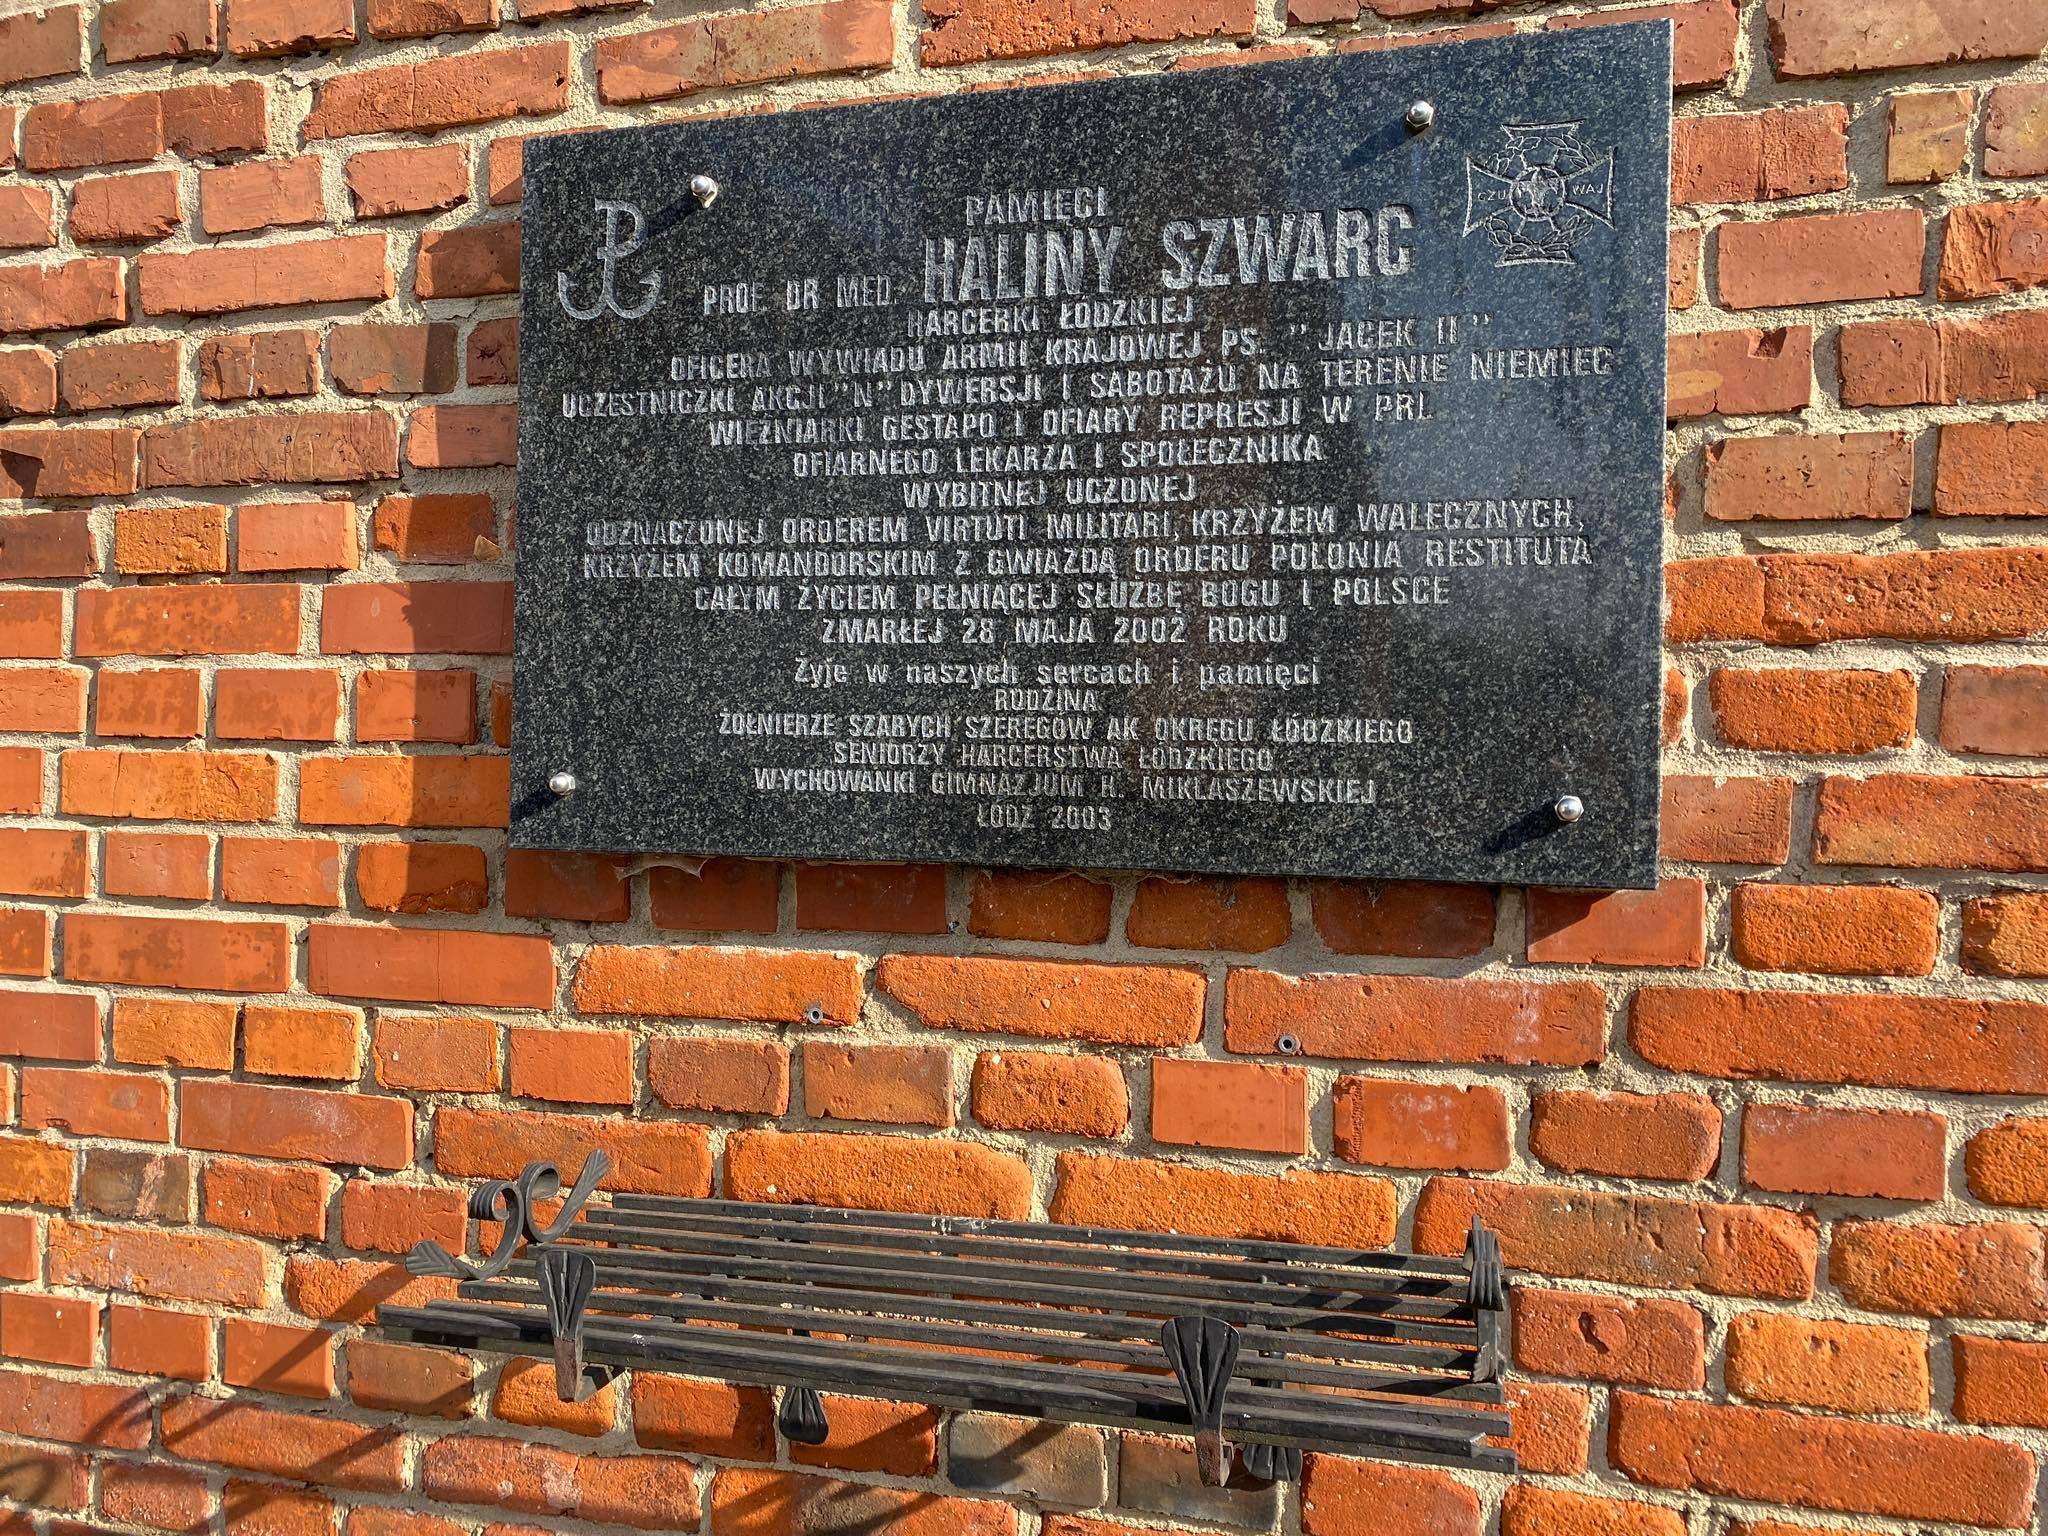 PAMIĘCI
PROF. DR MED. HALINY SZWARC
HARCERKI ŁÓDZKIEJ
OFICERA WYWIADU ARMII KRAJOWEJ PS. "JACEK II"
UCZESTNICZKI AKCJI "N" DYWERSJI I SABOTAŻU NA TERENIE NIEMIEC
WIĘŹNIARKI GESTAPO I OFIARY REPRESJI W PRL
OFIARNEGO LEKARZA I SPOŁECZNIKA
WYBITNEJ UCZONEJ
ODZNACZONEJ ORDEREM VIRTUTI MILITARI, KRZYŻEM WALECZNYCH,
KRZYŻEM KOMANDORSKIM Z GWIAZDĄ ORDERU POLONIA RESTITUTA
CAŁYM ŻYCIEM PEŁNIĄCEJ SŁUŻBĘ BOGU I POLSCE
ZMARŁEJ 28 MAJA 2002 ROKU
Żyje w naszych sercach i pamięci
RODZINA
ŻOŁNIERZE SZARYCH SZEREGÓW AK OKRĘGU ŁÓDZKIEGO
SENIORZY HARCERSTWA ŁÓDZKIEGO
WYCHOWANKI GIMNAZJUM H. MIKLASZEWSKIEJ
ŁÓDŹ 2003
CZU WAJ